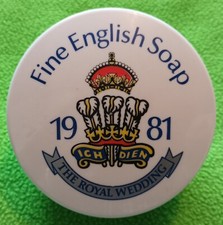 Fine English Soap
19 81
ICH DIEN
THE ROYAL WEDDING